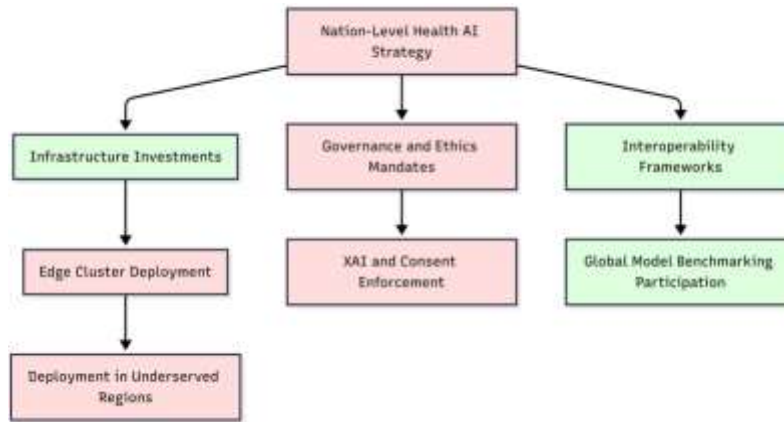 Nation-Level Health AI
Strategy
Infrastructure Investments
Governance and Ethics
Mandates
Interoperability
Frameworks
Edge Cluster Deployment
XAI and Consent
Enforcement
Global Model Benchmarking
Participation
Deployment in Underserved
Regions